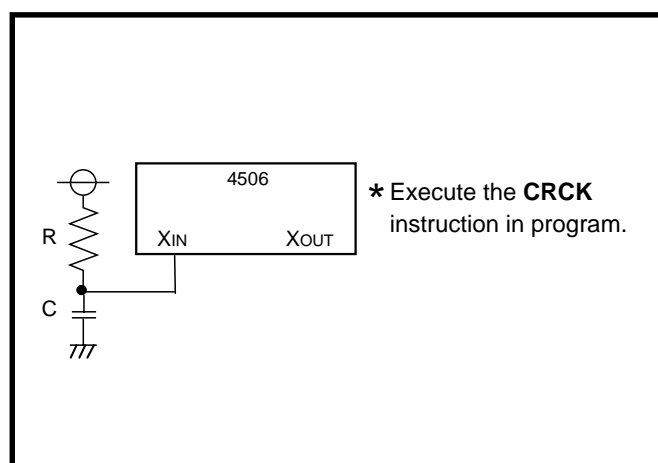 4506
* Execute the CRCK
instruction in program.
R
XIN
XOUT
C